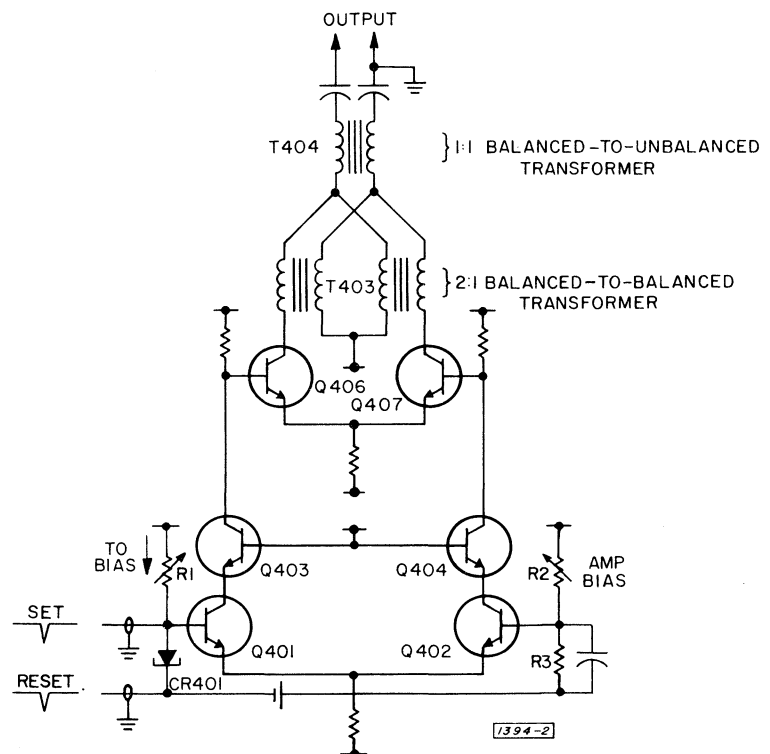 OUTPUT
T404
}1:1 BALANCED-TO-UNBALANCED
TRANSFORMER
T403
}2:1 BALANCED-TO-BALANCED
TRANSFORMER
Q406
Q407
TO
BIAS
R1
Q403
Q404
R2
AMP
BIAS
SET
Q401
Q402
R3
RESET
CR401
1394-2